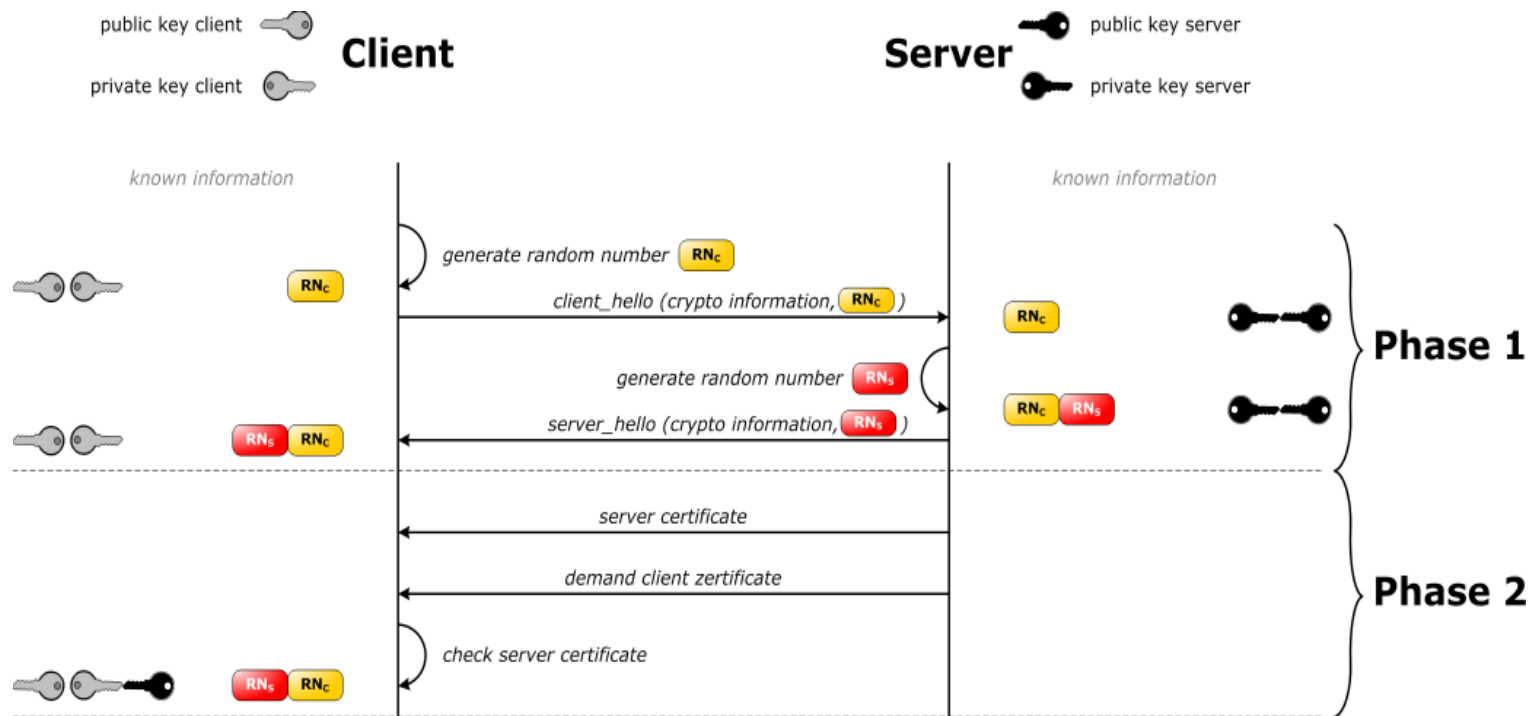 public key client
Client
Server
public key server
private key client
private key server
known information
known information
generate random number RNC
RNC
client_hello (crypto information, RNC )
RNC
Phase 1
generate random number RNS
RNC RNS
server_hello (crypto information, RNS )
RNS RNC
server certificate
demand client zertificate
Phase 2
check server certificate
RNS RNC